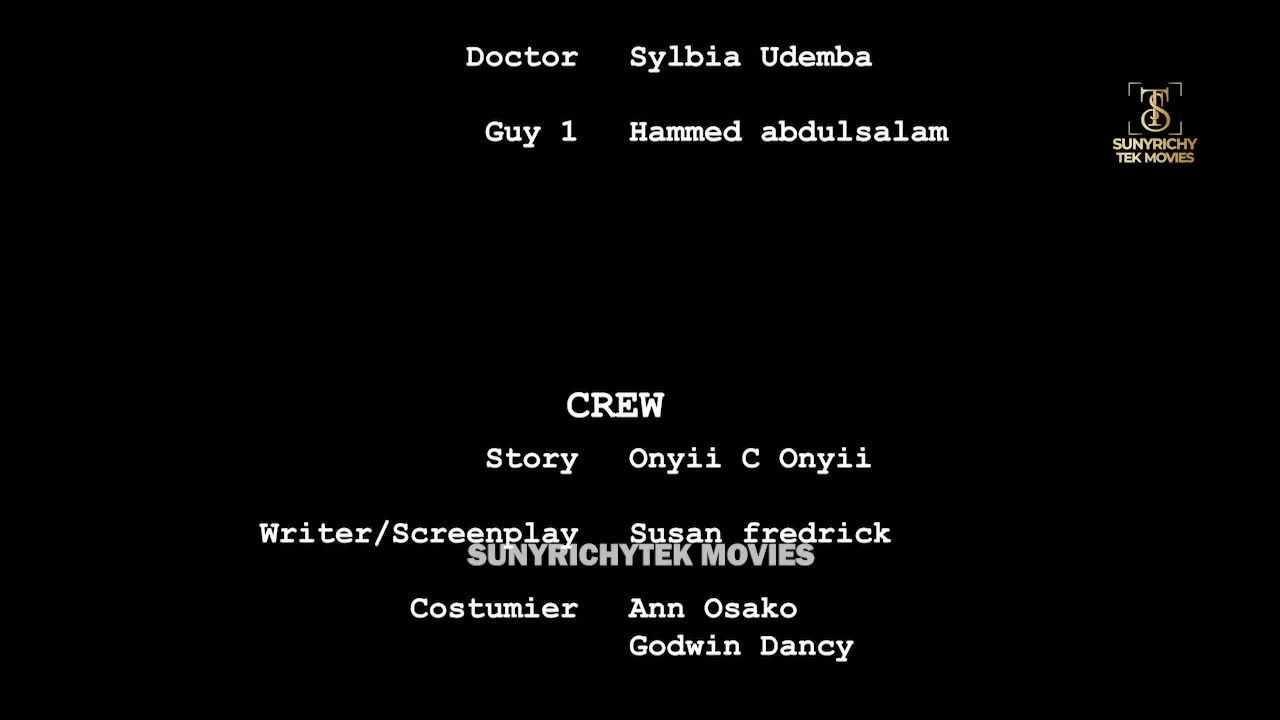 Doctor Sylbia Udemba
Guy 1 Hammed abdulsalam
SUNYRICHY
TEK MOVIES
CREW
Story Onyii C Onyii
Writer/Screenplay Susan fredrick
SUNYRICHYTEK MOVIES
Costumier Ann Osako
Godwin Dancy